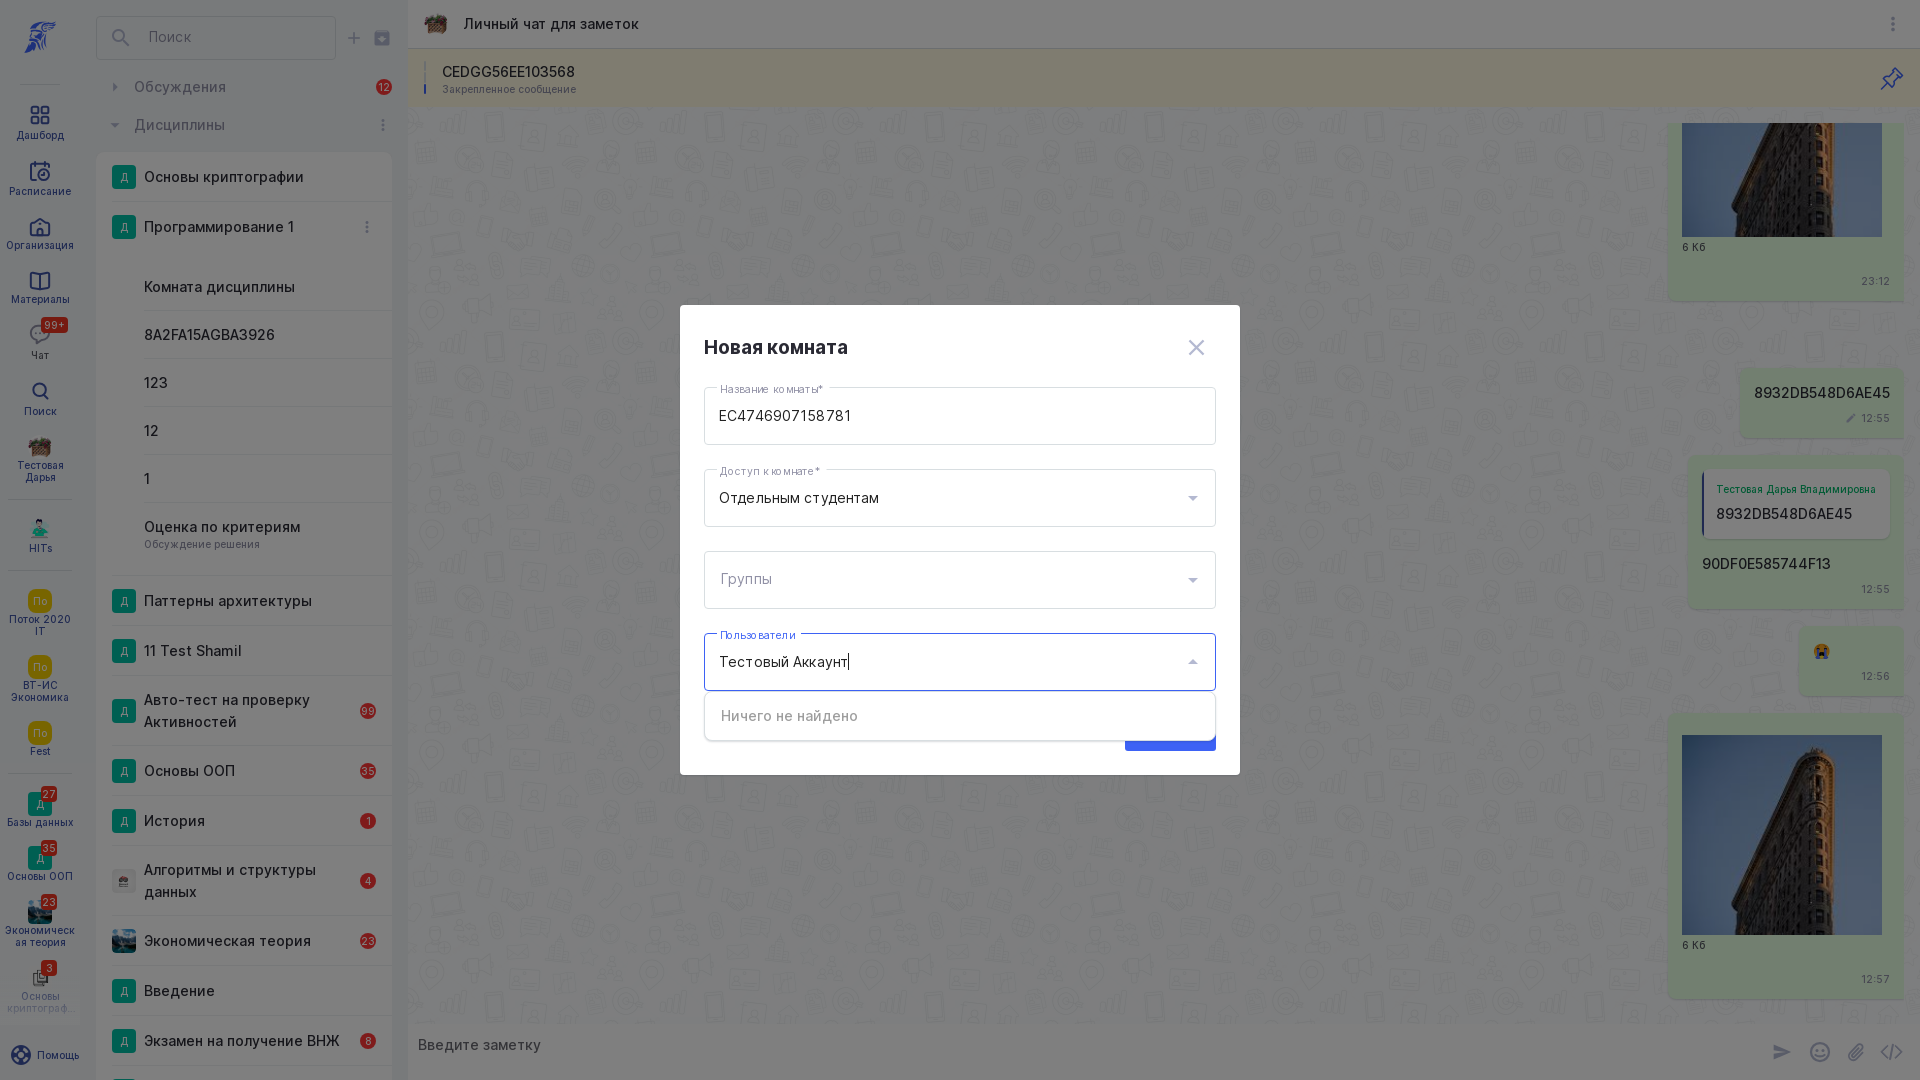 Поиск
Обсуждения
12
Дисциплины
Д
Основы криптографии
Д
Программирование 1
Комната дисциплины
8A2FA15AGBA3926
123
12
1
Оценка по критериям
Обсуждение решения
Д
Паттерны архитектуры
Д
11 Test Shamil
Д
Авто-тест на проверку
Активностей
99
Д
Основы ООП
35
Д
История
1
Алгоритмы и структуры
данных
4
Экономическая теория
23
Д
Введение
Д
Экзамен на получение ВНЖ
8
Дашборд
Расписание
Организация
Материалы
99+
Чат
Поиск
Тестовая
Дарья
HITs
По
Поток 2020
IT
По
ВТ-ИС
Экономика
По
Fest
27
Д
Базы данных
35
Д
Основы ООП
23
Экономическ
ая теория
3
Основы
криптограф...
Помощь
Личный чат для заметок
CEDGG56EE103568
Закрепленное сообщение
6 Кб
23:12
8932DB548D6AE45
12:55
Тестовая Дарья Владимировна
8932DB548D6AE45
90DF0E585744F13
12:55
12:56
6 Кб
12:57
Введите заметку
Новая комната
Название комнаты*
EC4746907158781
Доступ к комнате*
Отдельным студентам
Группы
Пользователи
Тестовый Аккаунт
Ничего не найдено